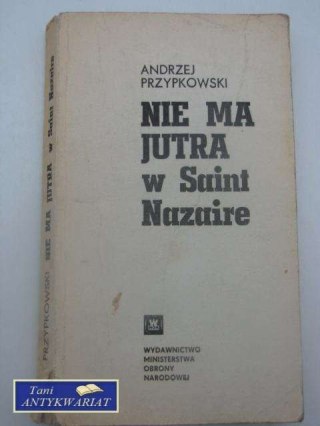 ANDRZEJ
PRZYPKOWSKI
NIE MA
JUTRA
w Saint
Nazaire
WYDAWNICTWO
MINISTERSTWA
OBRONY
NARODOWEJ
PRZYPKOWSKI NIE MA JUTRA w Saint Nazaire
Tani
ANTYKWARIAT